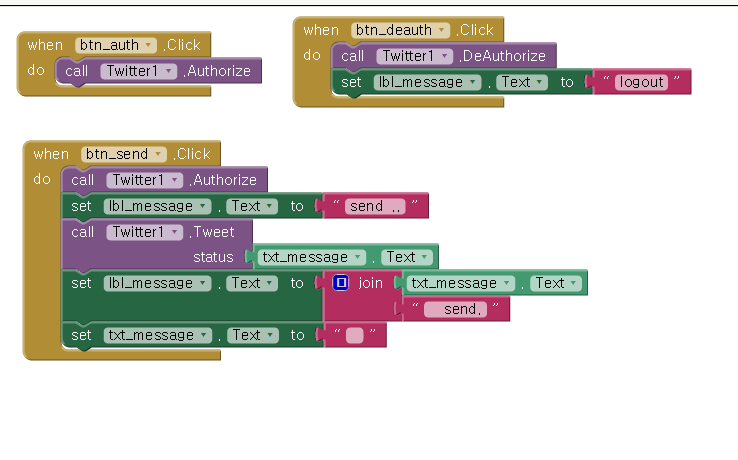 when btn_auth .Click
do call Twitter1 .Authorize
when btn_deauth .Click
do call Twitter1 .DeAuthorize
set lbl_message . Text to " logout "
when btn_send .Click
do call Twitter1 .Authorize
set lbl_message . Text to " send .. "
call Twitter1 .Tweet
status txt_message . Text
set lbl_message . Text to join txt_message . Text
" send. "
set txt_message . Text to " "